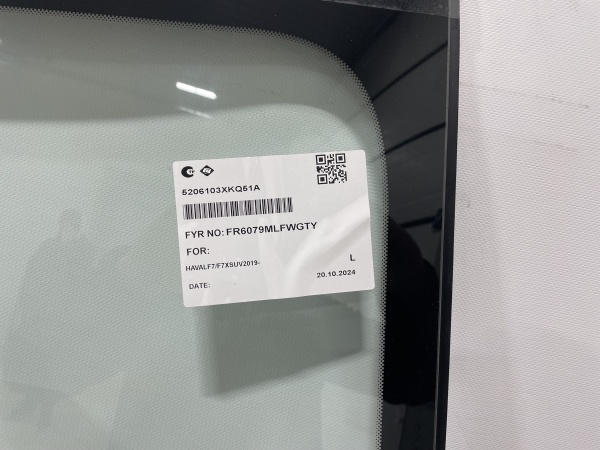 5206103XKQ51A
FYR NO: FR6079MLFWGTY
FOR:
HAVALF7/F7XSUV2019-
L
DATE:
20.10.2024